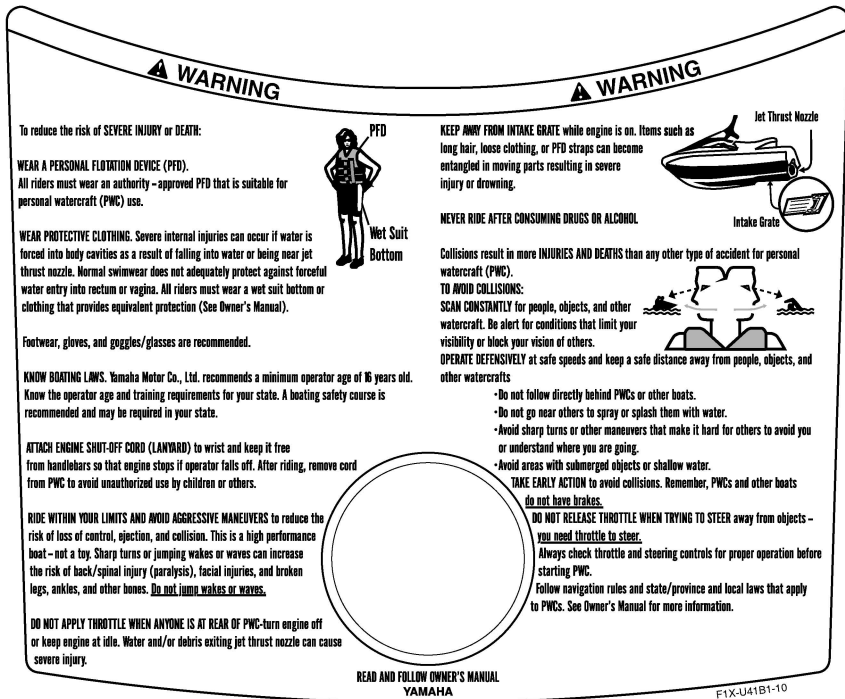 WARNING
To reduce the risk of SEVERE INJURY or DEATH:
PFD
WEAR A PERSONAL FLOTATION DEVICE (PFD).
All riders must wear an authority – approved PFD that is suitable for
personal watercraft (PWC) use.
WEAR PROTECTIVE CLOTHING. Severe internal injuries can occur if water is
forced into body cavities as a result of falling into water or being near jet
thrust nozzle. Normal swimwear does not adequately protect against forceful
water entry into rectum or vagina. All riders must wear a wet suit bottom or
clothing that provides equivalent protection (See Owner's Manual).
Wet Suit
Bottom
Footwear, gloves, and goggles/glasses are recommended.
KNOW BOATING LAWS. Yamaha Motor Co., Ltd. recommends a minimum operator age of 16 years old.
Know the operator age and training requirements for your state. A boating safety course is
recommended and may be required in your state.
ATTACH ENGINE SHUT-OFF CORD (LANYARD) to wrist and keep it free
from handlebars so that engine stops if operator falls off. After riding, remove cord
from PWC to avoid unauthorized use by children or others.
RIDE WITHIN YOUR LIMITS AND AVOID AGGRESSIVE MANEUVERS to reduce the
risk of loss of control, ejection, and collision. This is a high performance
boat – not a toy. Sharp turns or jumping wakes or waves can increase
the risk of back/spinal injury (paralysis), facial injuries, and broken
legs, ankles, and other bones. Do not jump wakes or waves.
DO NOT APPLY THROTTLE WHEN ANYONE IS AT REAR OF PWC-turn engine off
or keep engine at idle. Water and/or debris exiting jet thrust nozzle can cause
severe injury.
WARNING
KEEP AWAY FROM INTAKE GRATE while engine is on. Items such as
long hair, loose clothing, or PFD straps can become
entangled in moving parts resulting in severe
injury or drowning.
Jet Thrust Nozzle
Intake Grate
NEVER RIDE AFTER CONSUMING DRUGS OR ALCOHOL
Collisions result in more INJURIES AND DEATHS than any other type of accident for personal
watercraft (PWC).
TO AVOID COLLISIONS:
SCAN CONSTANTLY for people, objects, and other
watercraft. Be alert for conditions that limit your
visibility or block your vision of others.
OPERATE DEFENSIVELY at safe speeds and keep a safe distance away from people, objects, and
other watercrafts
•Do not follow directly behind PWCs or other boats.
•Do not go near others to spray or splash them with water.
•Avoid sharp turns or other maneuvers that make it hard for others to avoid you
or understand where you are going.
•Avoid areas with submerged objects or shallow water.
TAKE EARLY ACTION to avoid collisions. Remember, PWCs and other boats
do not have brakes.
DO NOT RELEASE THROTTLE WHEN TRYING TO STEER away from objects –
you need throttle to steer.
Always check throttle and steering controls for proper operation before
starting PWC.
Follow navigation rules and state/province and local laws that apply
to PWCs. See Owner's Manual for more information.
READ AND FOLLOW OWNER'S MANUAL
YAMAHA
F1X-U41B1-10